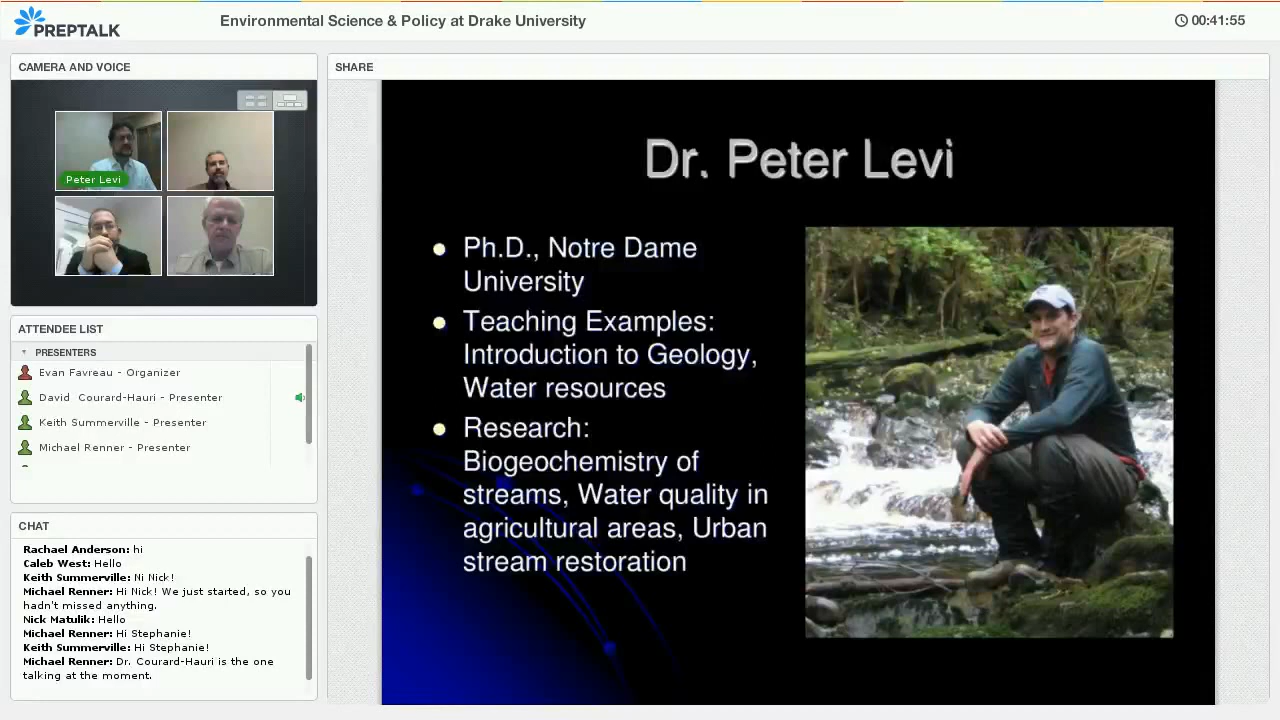 PREPTALK
Environmental Science & Policy at Drake University
00:41:55
CAMERA AND VOICE
Peter Levi
ATTENDEE LIST
PRESENTERS
Evan Favreau - Organizer
David Courard-Hauri - Presenter
Keith Summerville - Presenter
Michael Renner - Presenter
CHAT
Rachael Anderson: hi
Caleb West: Hello
Keith Summerville: Ni Nick!
Michael Renner: Hi Nick! We just started, so you
hadn't missed anything.
Nick Matulik: Hello
Michael Renner: Hi Stephanie!
Keith Summerville: Hi Stephanie!
Michael Renner: Dr. Courard-Hauri is the one
talking at the moment.
SHARE
Dr. Peter Levi
Ph.D., Notre Dame
University
Teaching Examples:
Introduction to Geology,
Water resources
Research:
Biogeochemistry of
streams, Water quality in
agricultural areas, Urban
stream restoration